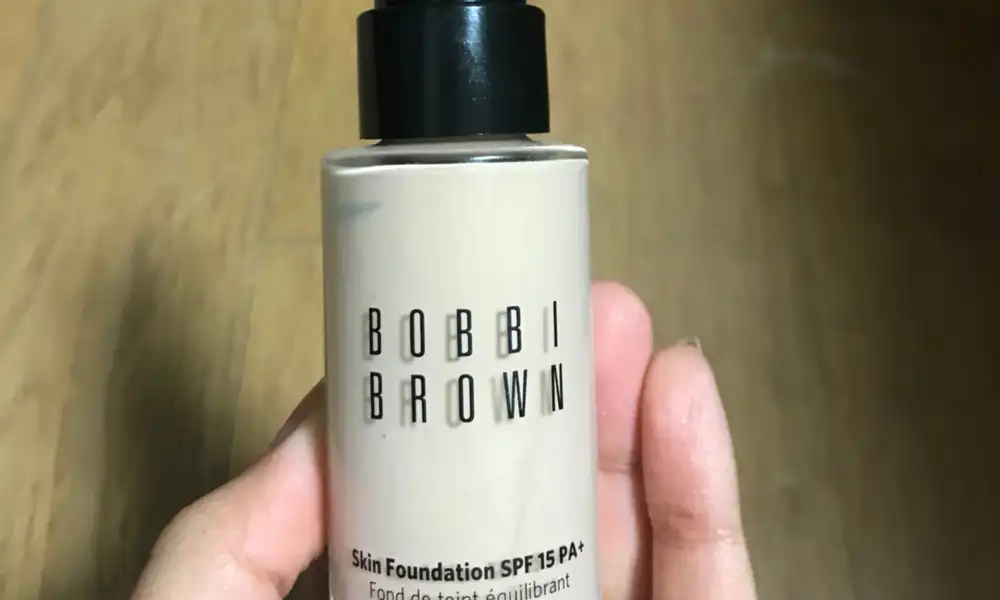 BOBBI
BROWN
Skin Foundation SPF 15 PA+
Fond de teint équilibrant